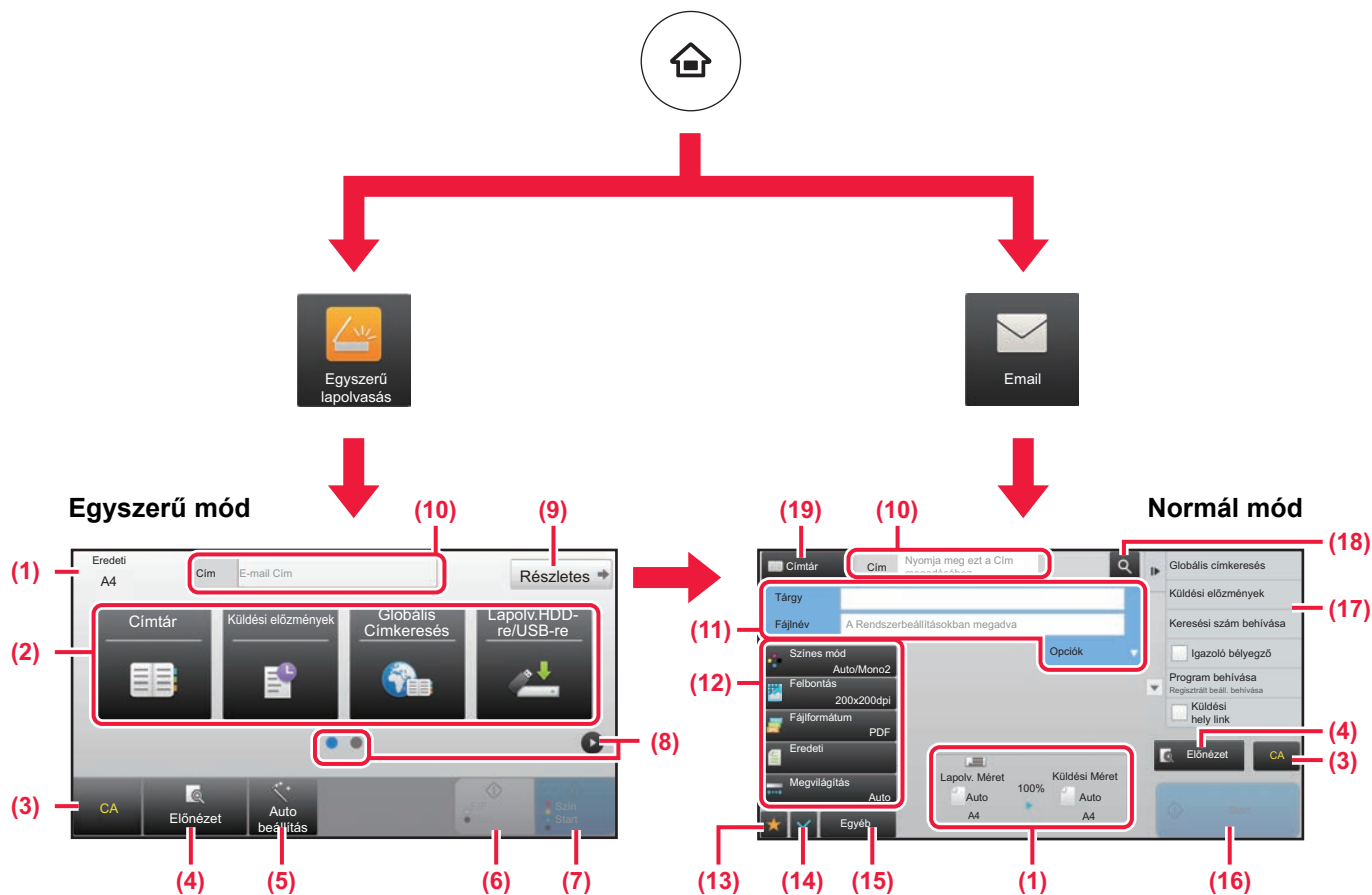 Egyszerű
lapolvasás
Email
Egyszerű mód
Normál mód
(10)
(9)
(1)
Eredeti
A4
Cím
E-mail Cím
Részletes
(2)
Címtár
Küldési előzmények
Globális
Címkeresés
Lapolv.HDD-
re/USB-re
(8)
(3)
CA
Előnézet
Auto
beállítás
Szín
Start
(4)
(5)
(6)
(7)
(19)
(10)
(18)
Címtár
Cím
Nyomja meg ezt a Cím
Globális címkeresés
Tárgy
Küldési előzmények
(17)
Fájlnév
A Rendszerbeállításokban megadva
Keresési szám behívása
(11)
Opciók
Igazoló bélyegző
(12)
Színes mód
Auto/Mono2
Program behívása
Regisztrált beáll. behívása
Felbontás
200x200dpi
Küldési
hely link
Fájlformátum
PDF
(4)
Eredeti
Előnézet
CA
(3)
Megvilágítás
Auto
Lapolv. Méret
Auto
A4
100%
Küldési Méret
Auto
A4
Egyéb
(13)
(14)
(15)
(1)
(16)